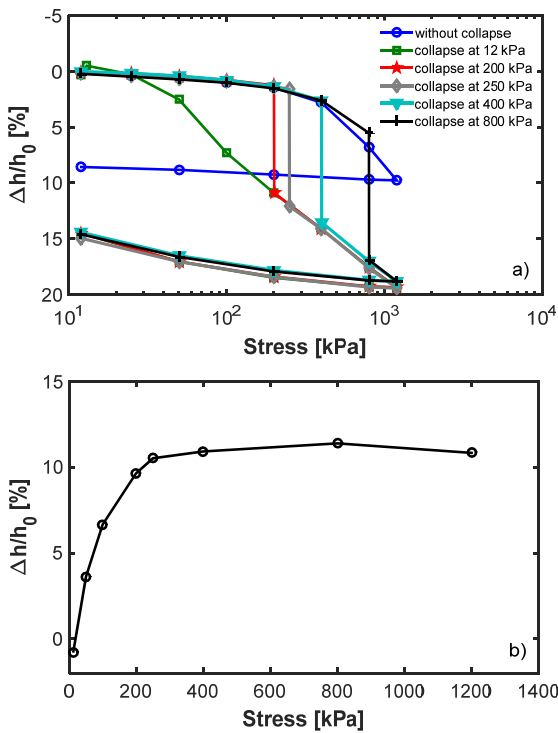 -5
0
5
10
15
20
Δh/h0 [%]
10^1
10^2
10^3
10^4
Stress [kPa]
without collapse
collapse at 12 kPa
collapse at 200 kPa
collapse at 250 kPa
collapse at 400 kPa
collapse at 800 kPa
a)
15
10
5
0
Δh/h0 [%]
0
200
400
600
800
1000
1200
1400
Stress [kPa]
b)